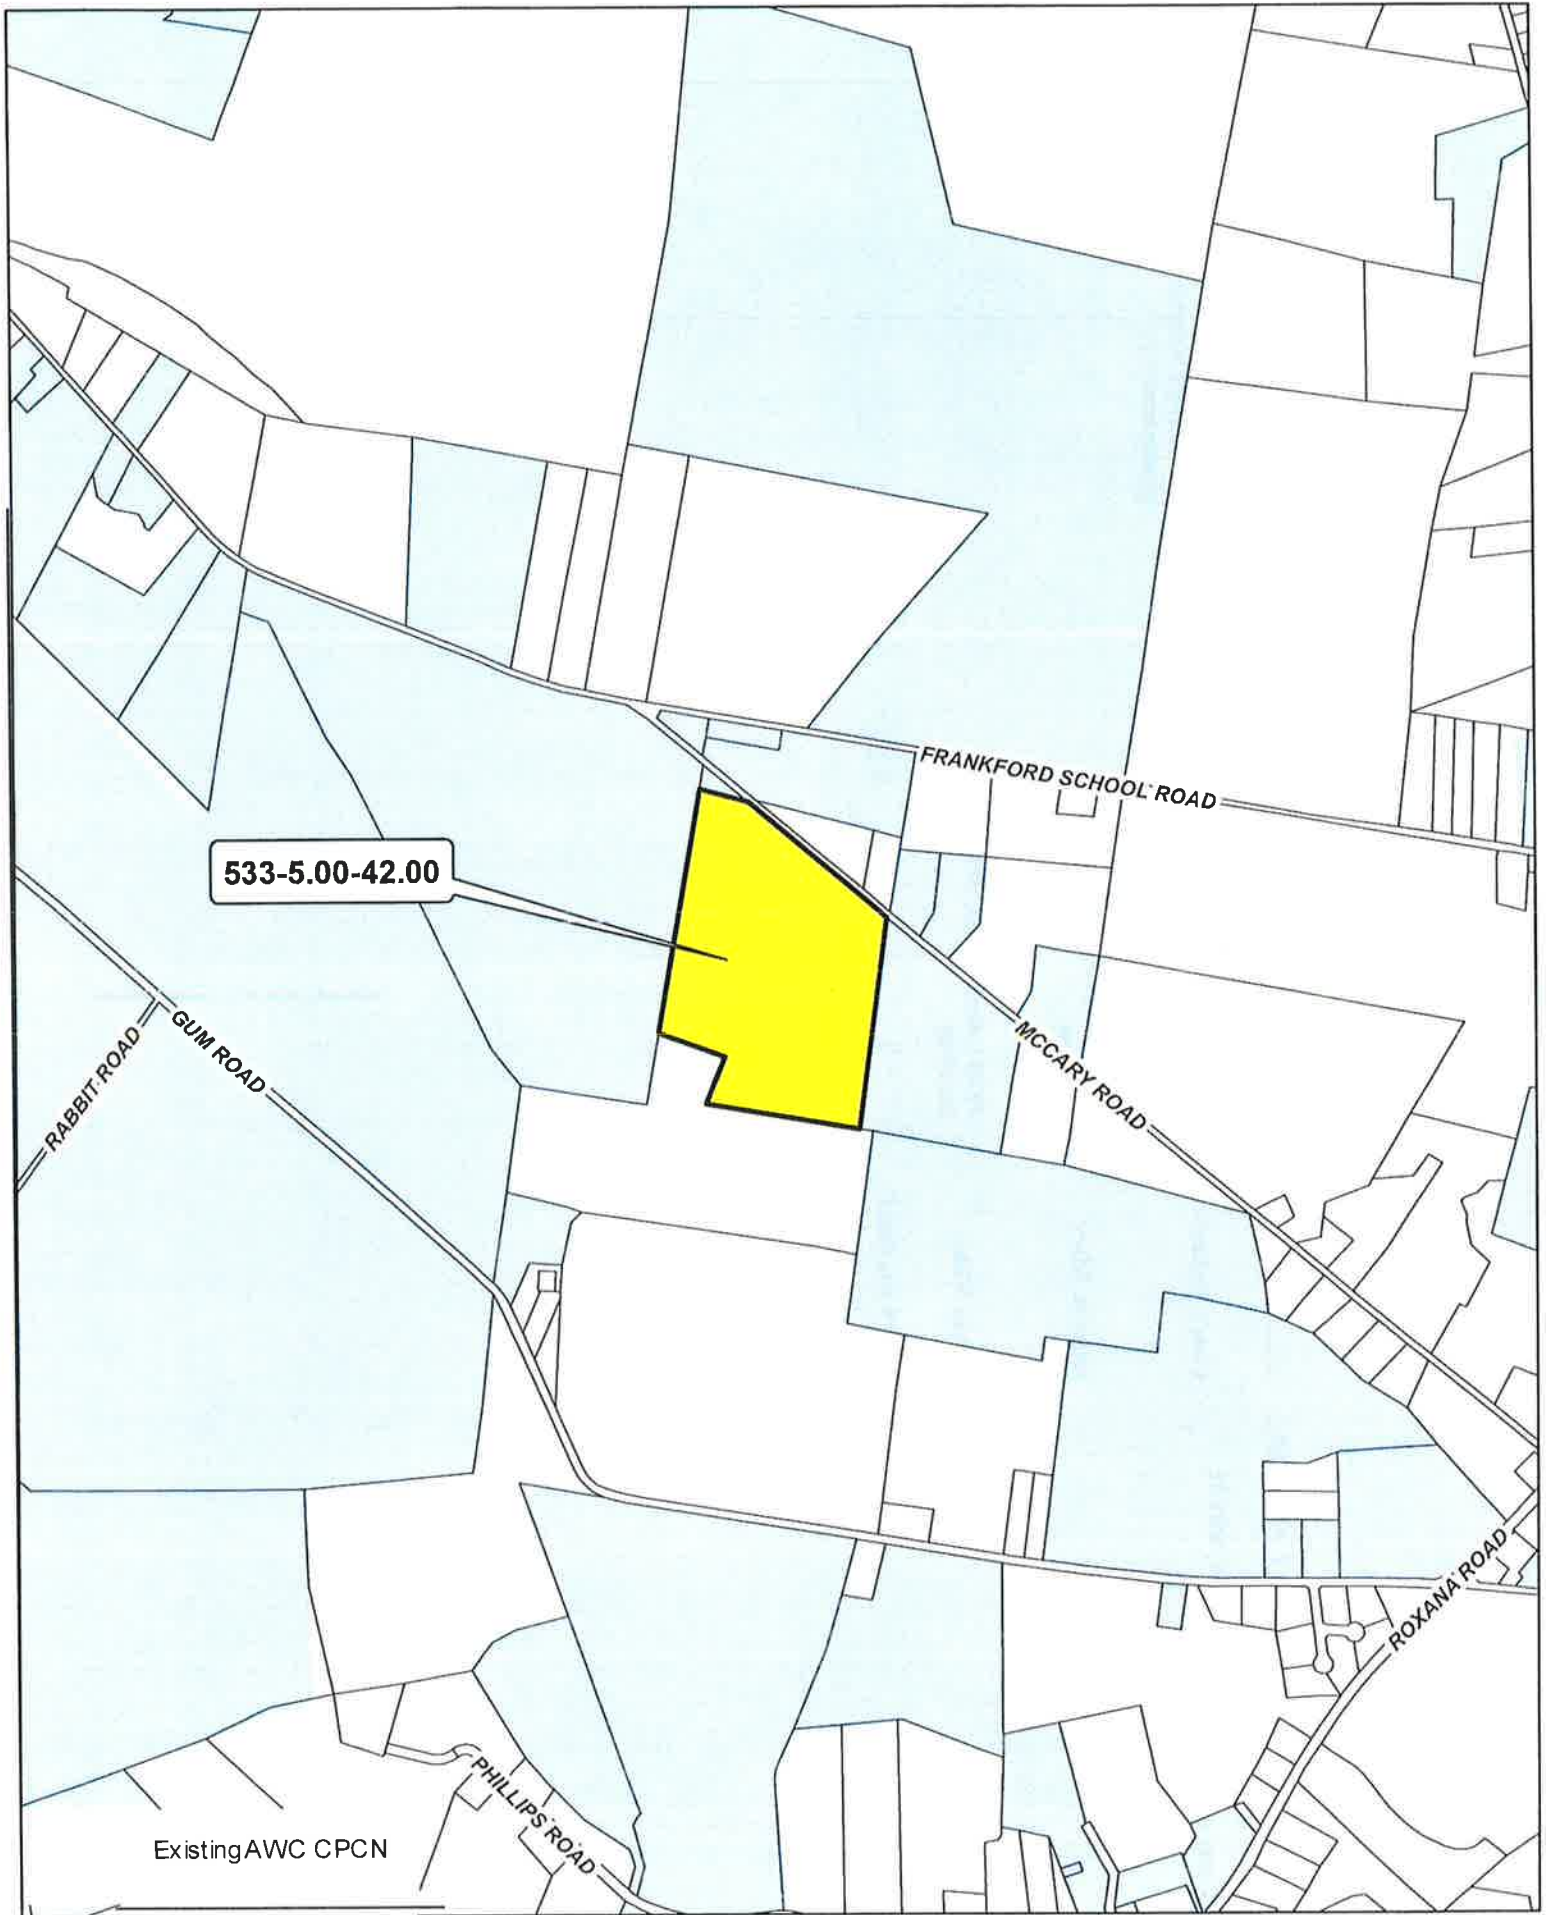 FRANKFORD SCHOOL ROAD
533-5.00-42.00
GUM ROAD
RABBIT ROAD
MCCARY ROAD
ROXANA ROAD
PHILLIPS ROAD
Existing AWC CPCN